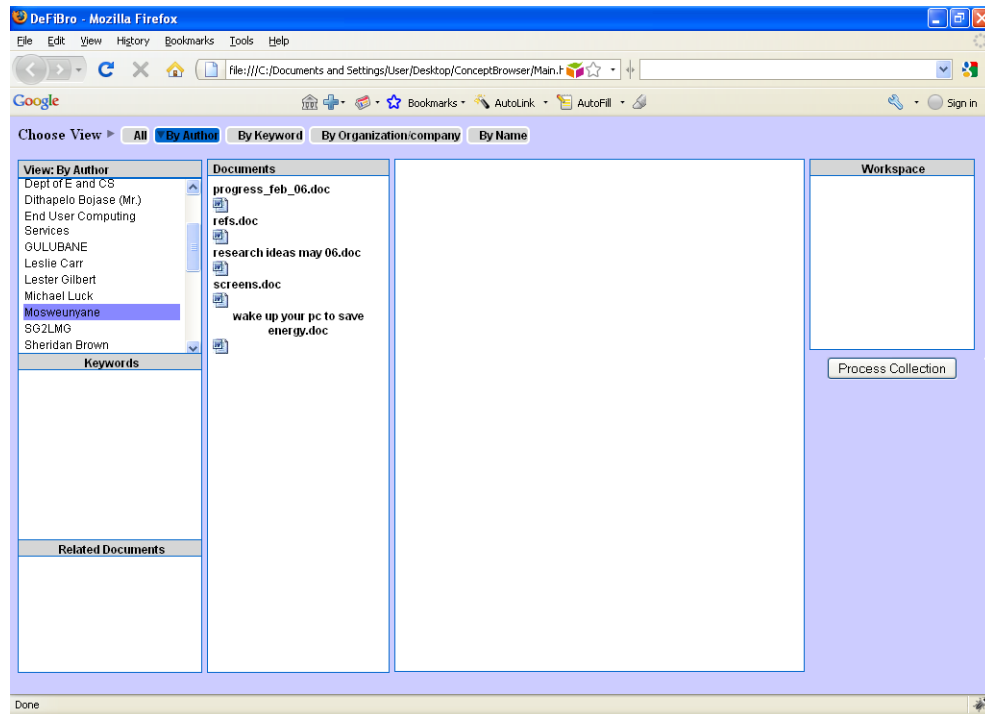 DeFiBro - Mozilla Firefox
File Edit View History Bookmarks Tools Help
file:///C:/Documents and Settings/User/Desktop/ConceptBrowser/Main.h
Google Bookmarks AutoLink AutoFill Sign in
Choose View All By Author By Keyword By Organization/company By Name
View: By Author
Dept of E and CS
Dithapelo Bojase (Mr.)
End User Computing
Services
GULUBANE
Leslie Carr
Lester Gilbert
Michael Luck
Mosweunyane
SG2LMG
Sheridan Brown
Keywords
Related Documents
Documents
progress_feb_06.doc
refs.doc
research ideas may 06.doc
screens.doc
wake up your pc to save
energy.doc
Workspace
Process Collection
Done